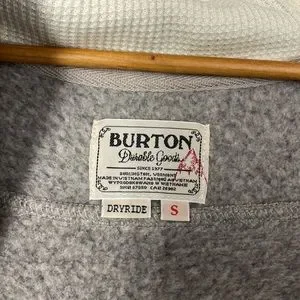 BURTON
Durable Goods
SINCE 1977
BURLINGTON, VERMONT
MADE IN VIETNAM
DRYRIDE S